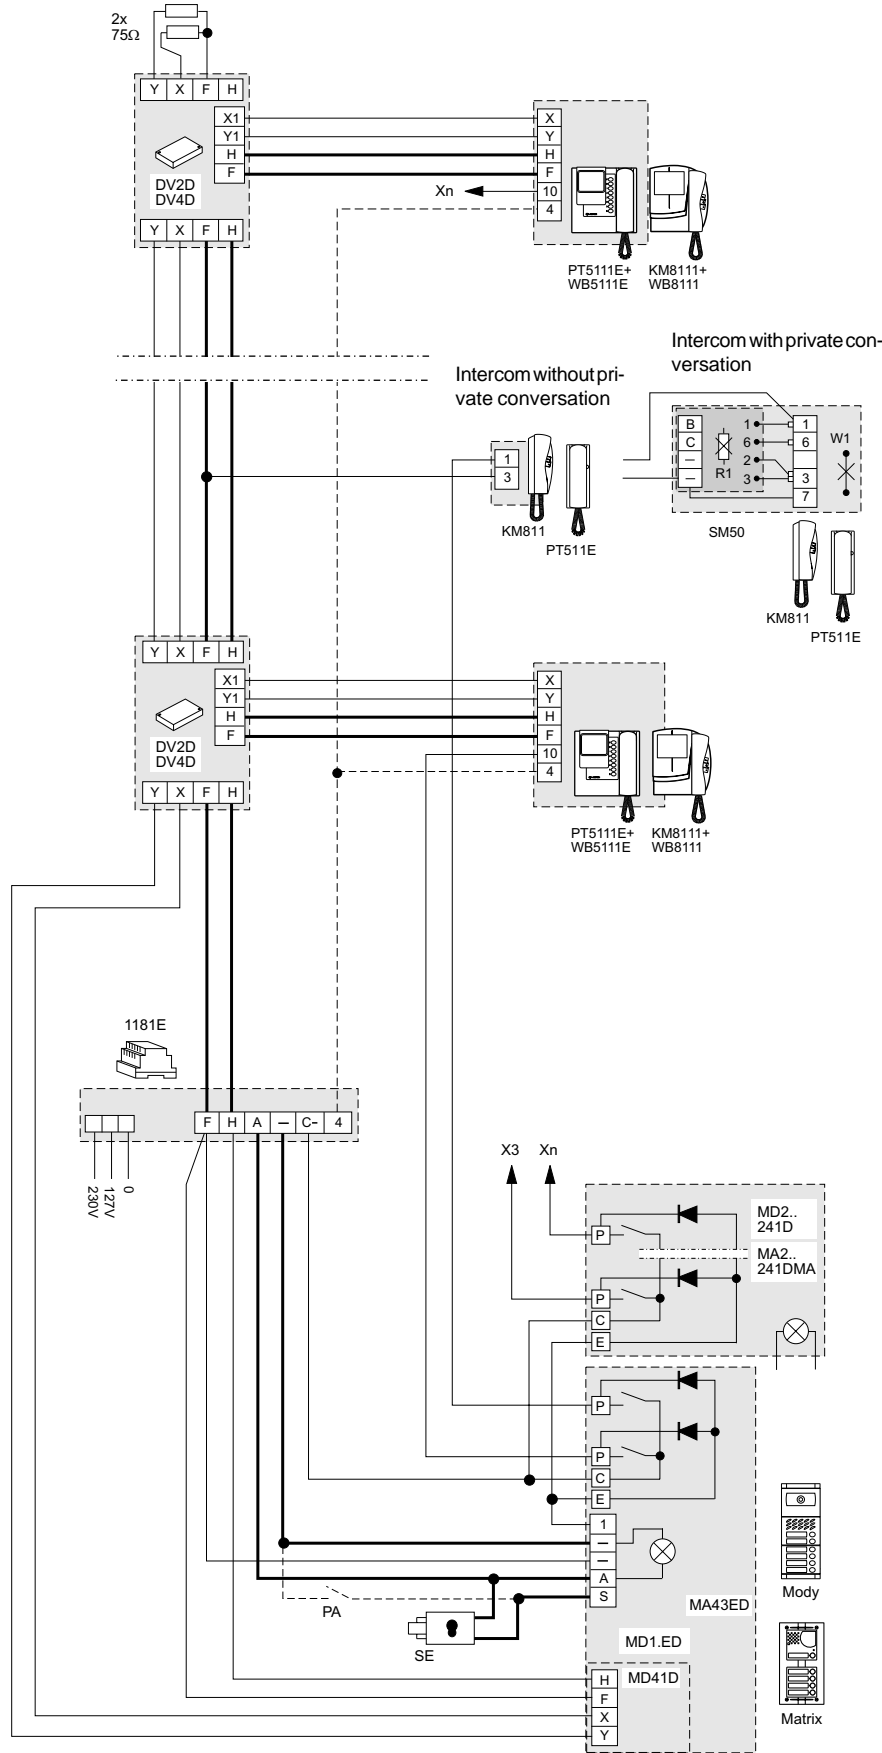 2x
75Ω
Y X F H
X1
Y1
H
F
DV2D
DV4D
Y X F H
X
Y
H
F
10
4
Xn
PT5111E+
WB5111E
KM8111+
WB8111
Intercom with private con-
versation
Intercom without pri-
vate conversation
1
3
KM811
PT511E
B
C
–
–
R1
1
6
2
3
1
6
3
7
W1
SM50
KM811
PT511E
Y X F H
X1
Y1
H
F
DV2D
DV4D
Y X F H
X
Y
H
F
10
4
PT5111E+
WB5111E
KM8111+
WB8111
1181E
F H A – C- 4
230V
127V
0
X3 Xn
P
P
C
E
MD2..
241D
MA2..
241DMA
P
P
C
E
1
–
–
A
S
PA
SE
MA43ED
MD1.ED
MD41D
H
F
X
Y
Mody
Matrix